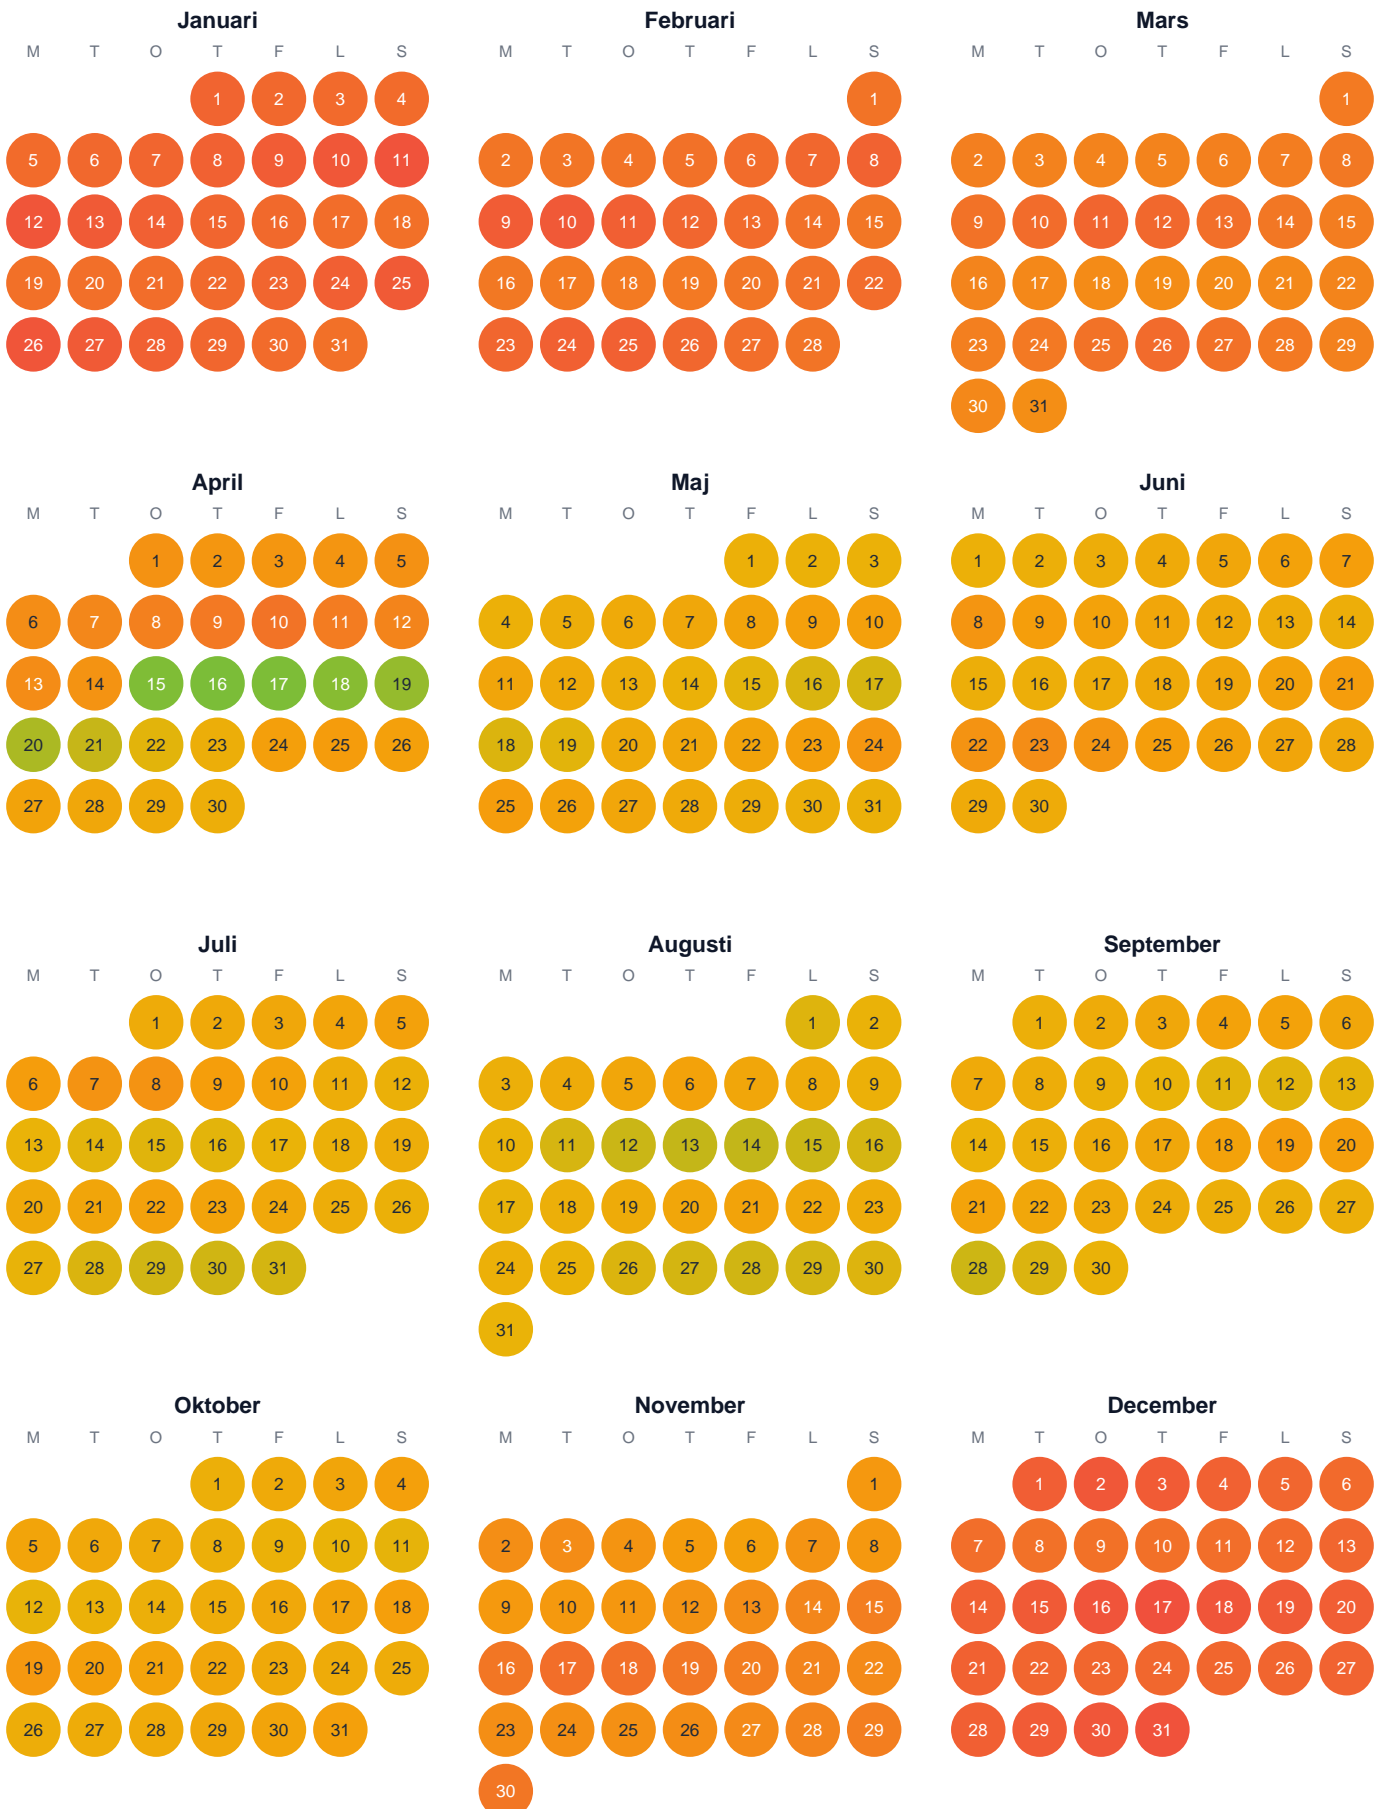 Januari Februari Mars
M T O T F L S M T O T F L S M T O T F L S
1 2 3 4 1 1
5 6 7 8 9 10 11 2 3 4 5 6 7 8 2 3 4 5 6 7 8
12 13 14 15 16 17 18 9 10 11 12 13 14 15 9 10 11 12 13 14 15
19 20 21 22 23 24 25 16 17 18 19 20 21 22 16 17 18 19 20 21 22
26 27 28 29 30 31 23 24 25 26 27 28 23 24 25 26 27 28 29
30 31
April Maj Juni
M T O T F L S M T O T F L S M T O T F L S
1 2 3 4 5 1 2 3 1 2 3 4 5 6 7
6 7 8 9 10 11 12 4 5 6 7 8 9 10 8 9 10 11 12 13 14
13 14 15 16 17 18 19 11 12 13 14 15 16 17 15 16 17 18 19 20 21
20 21 22 23 24 25 26 18 19 20 21 22 23 24 22 23 24 25 26 27 28
27 28 29 30 25 26 27 28 29 30 31 29 30
Juli Augusti September
M T O T F L S M T O T F L S M T O T F L S
1 2 3 4 5 1 2 1 2 3 4 5 6
6 7 8 9 10 11 12 3 4 5 6 7 8 9 7 8 9 10 11 12 13
13 14 15 16 17 18 19 10 11 12 13 14 15 16 14 15 16 17 18 19 20
20 21 22 23 24 25 26 17 18 19 20 21 22 23 21 22 23 24 25 26 27
27 28 29 30 31 24 25 26 27 28 29 30 28 29 30
31
Oktober November December
M T O T F L S M T O T F L S M T O T F L S
1 2 3 4 1 1 2 3 4 5 6
5 6 7 8 9 10 11 2 3 4 5 6 7 8 7 8 9 10 11 12 13
12 13 14 15 16 17 18 9 10 11 12 13 14 15 14 15 16 17 18 19 20
19 20 21 22 23 24 25 16 17 18 19 20 21 22 21 22 23 24 25 26 27
26 27 28 29 30 31 23 24 25 26 27 28 29 28 29 30 31
30